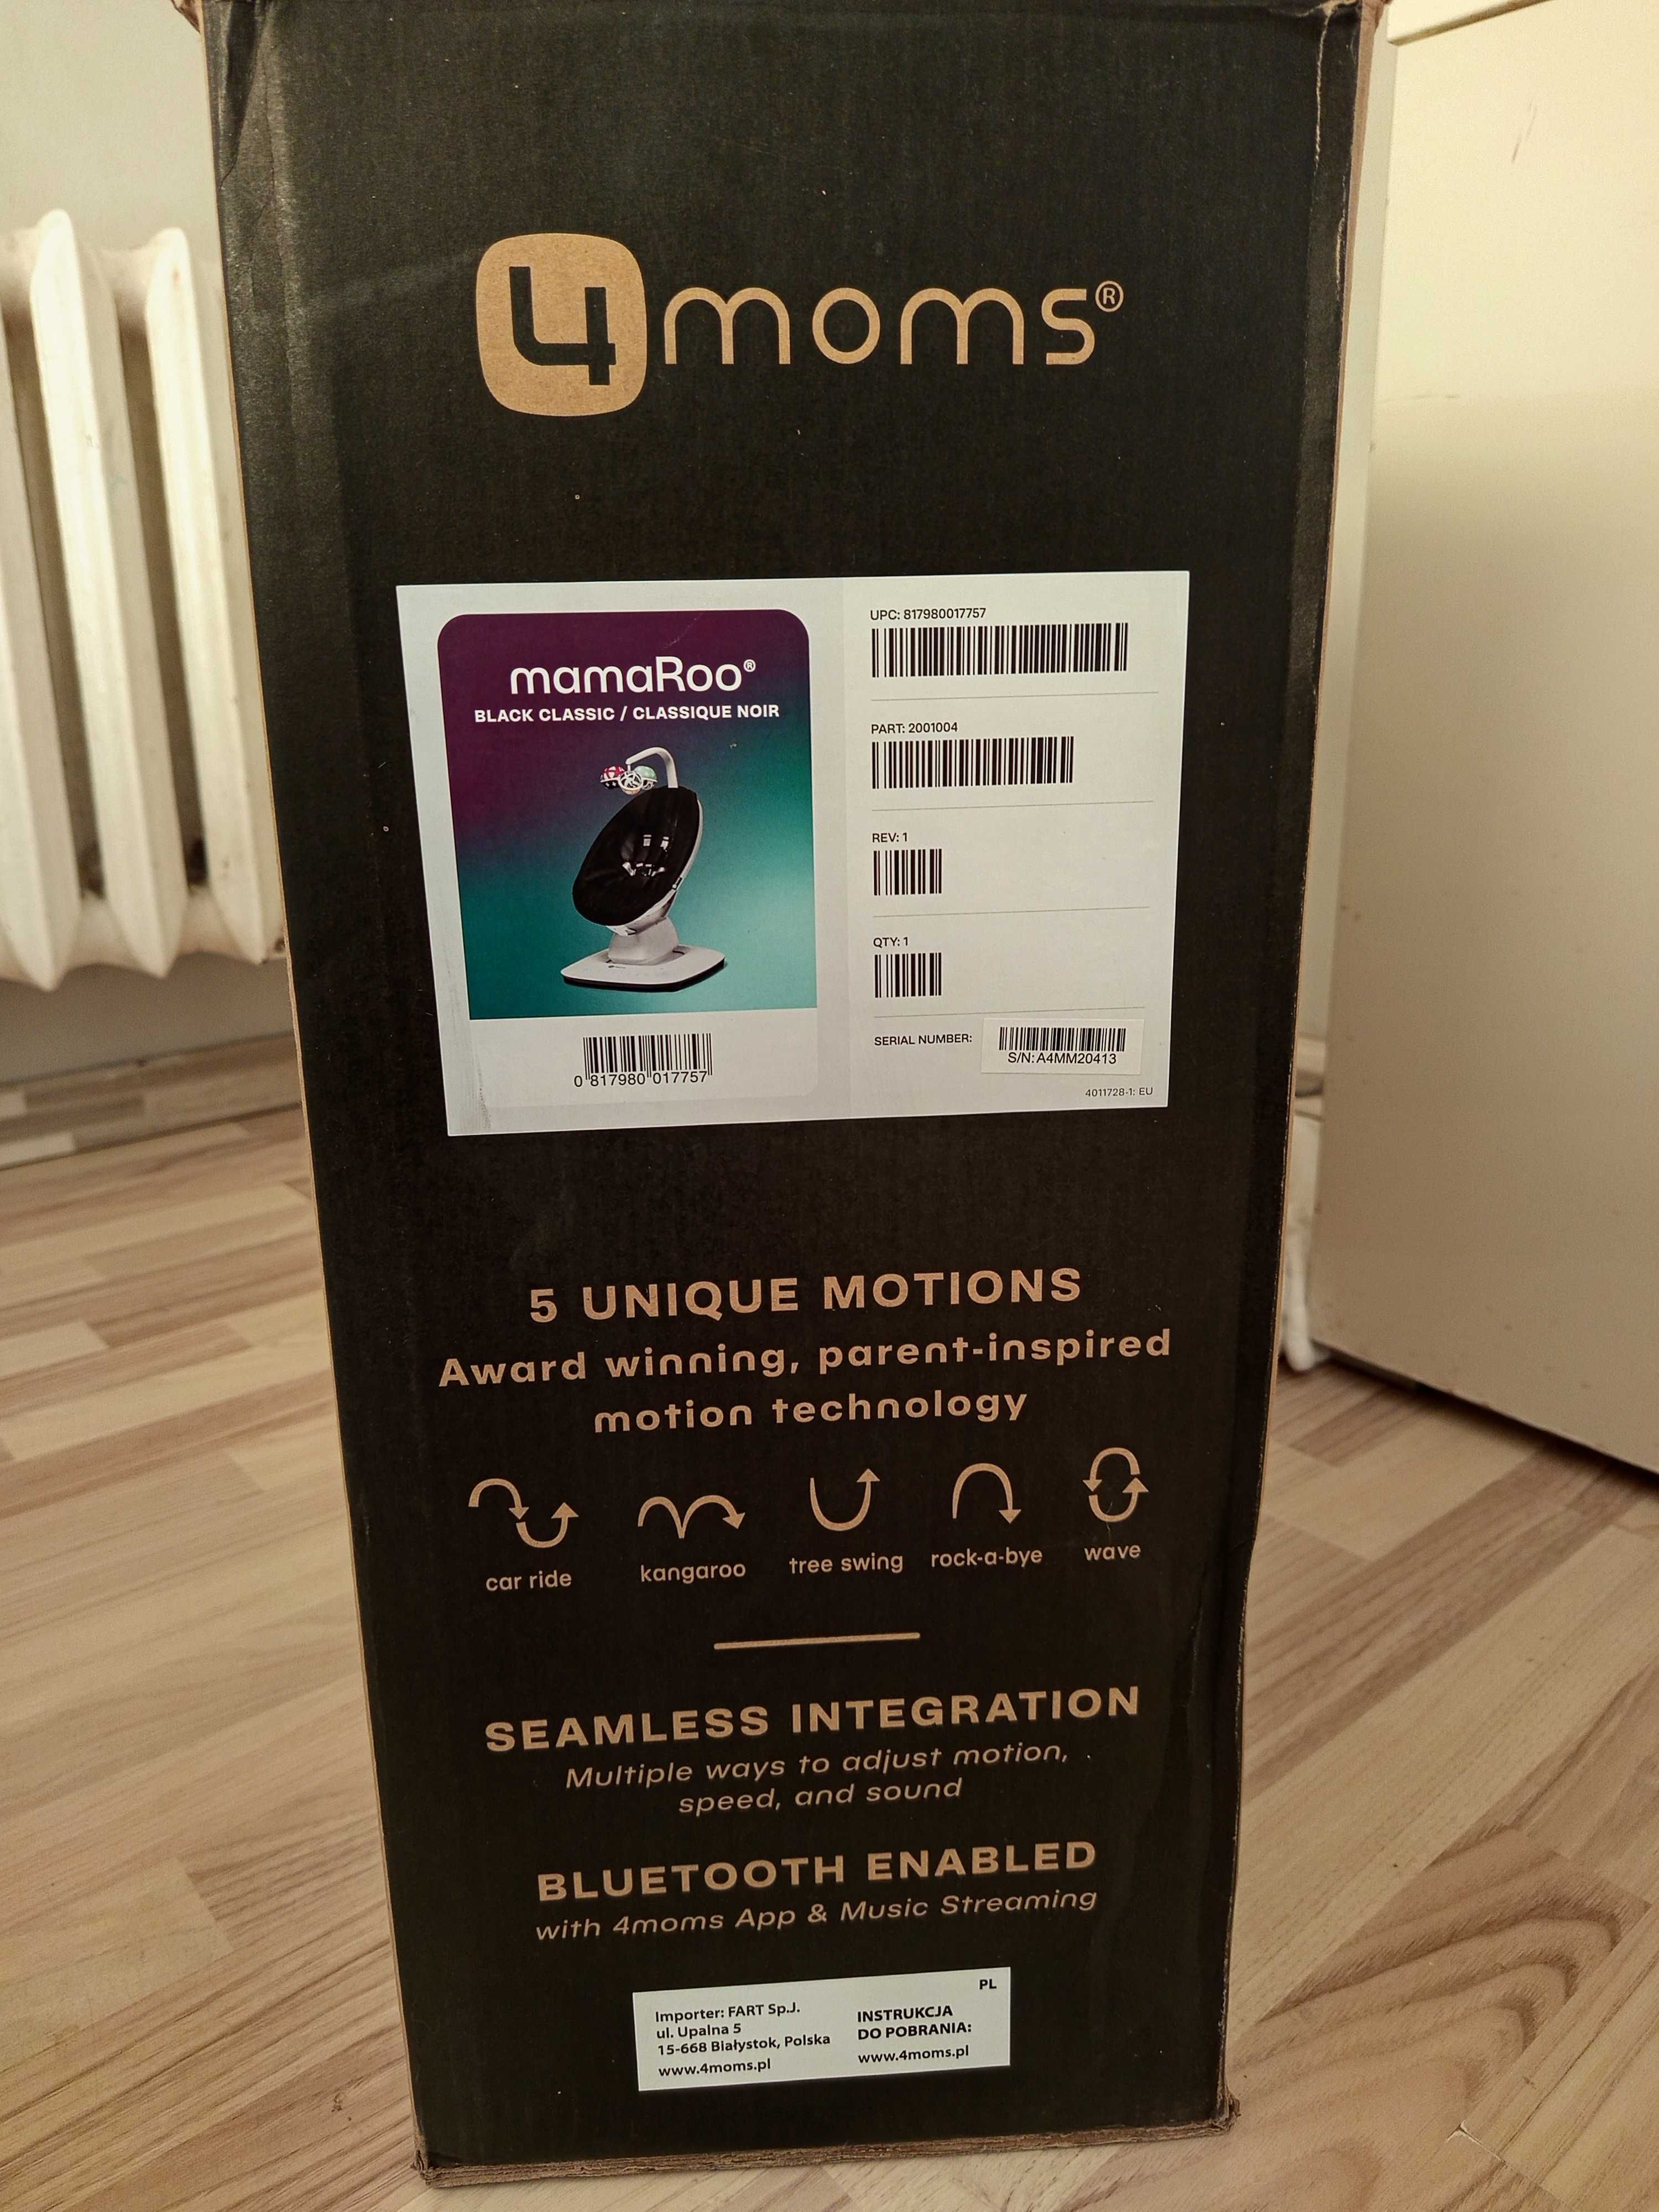 4moms®
mamaRoo®
BLACK CLASSIC / CLASSIQUE NOIR
0 817980 017757
UPC: 817980017757
PART: 2001004
REV: 1
QTY: 1
SERIAL NUMBER:
S/N: A4MM20413
4011728-1: EU
5 UNIQUE MOTIONS
Award winning, parent-inspired
motion technology
car ride
kangaroo
tree swing
rock-a-bye
wave
SEAMLESS INTEGRATION
Multiple ways to adjust motion,
speed, and sound
BLUETOOTH ENABLED
with 4moms App & Music Streaming
PL
Importer: FART Sp.J.
ul. Upalna 5
15-668 Białystok, Polska
www.4moms.pl
INSTRUKCJA
DO POBRANIA:
www.4moms.pl